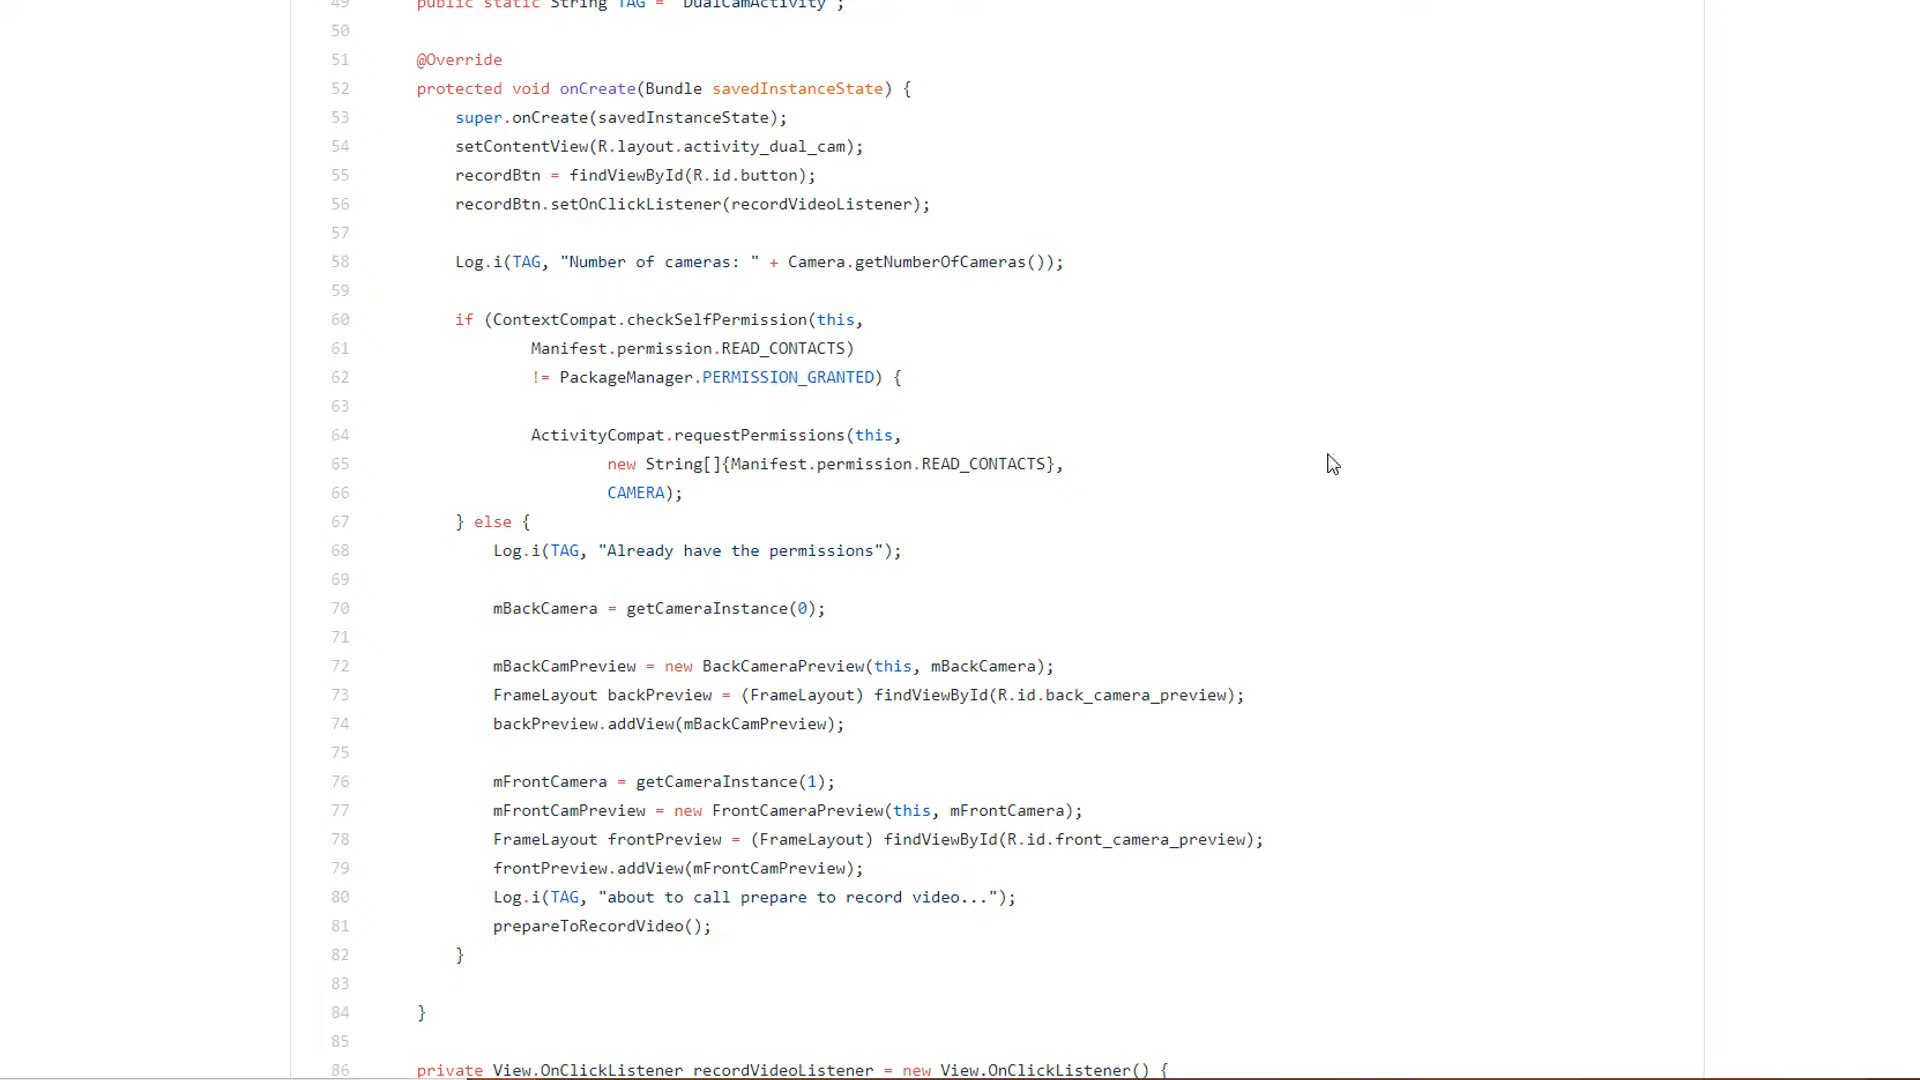 49 public static String TAG = "DualCamActivity";
50
51 @Override
52 protected void onCreate(Bundle savedInstanceState) {
53 super.onCreate(savedInstanceState);
54 setContentView(R.layout.activity_dual_cam);
55 recordBtn = findViewById(R.id.button);
56 recordBtn.setOnClickListener(recordVideoListener);
57
58 Log.i(TAG, "Number of cameras: " + Camera.getNumberOfCameras());
59
60 if (ContextCompat.checkSelfPermission(this,
61 Manifest.permission.READ_CONTACTS)
62 != PackageManager.PERMISSION_GRANTED) {
63
64 ActivityCompat.requestPermissions(this,
65 new String[]{Manifest.permission.READ_CONTACTS},
66 CAMERA);
67 } else {
68 Log.i(TAG, "Already have the permissions");
69
70 mBackCamera = getCameraInstance(0);
71
72 mBackCamPreview = new BackCameraPreview(this, mBackCamera);
73 FrameLayout backPreview = (FrameLayout) findViewById(R.id.back_camera_preview);
74 backPreview.addView(mBackCamPreview);
75
76 mFrontCamera = getCameraInstance(1);
77 mFrontCamPreview = new FrontCameraPreview(this, mFrontCamera);
78 FrameLayout frontPreview = (FrameLayout) findViewById(R.id.front_camera_preview);
79 frontPreview.addView(mFrontCamPreview);
80 Log.i(TAG, "about to call prepare to record video...");
81 prepareToRecordVideo();
82 }
83
84 }
85
86 private View.OnClickListener recordVideoListener = new View.OnClickListener() {